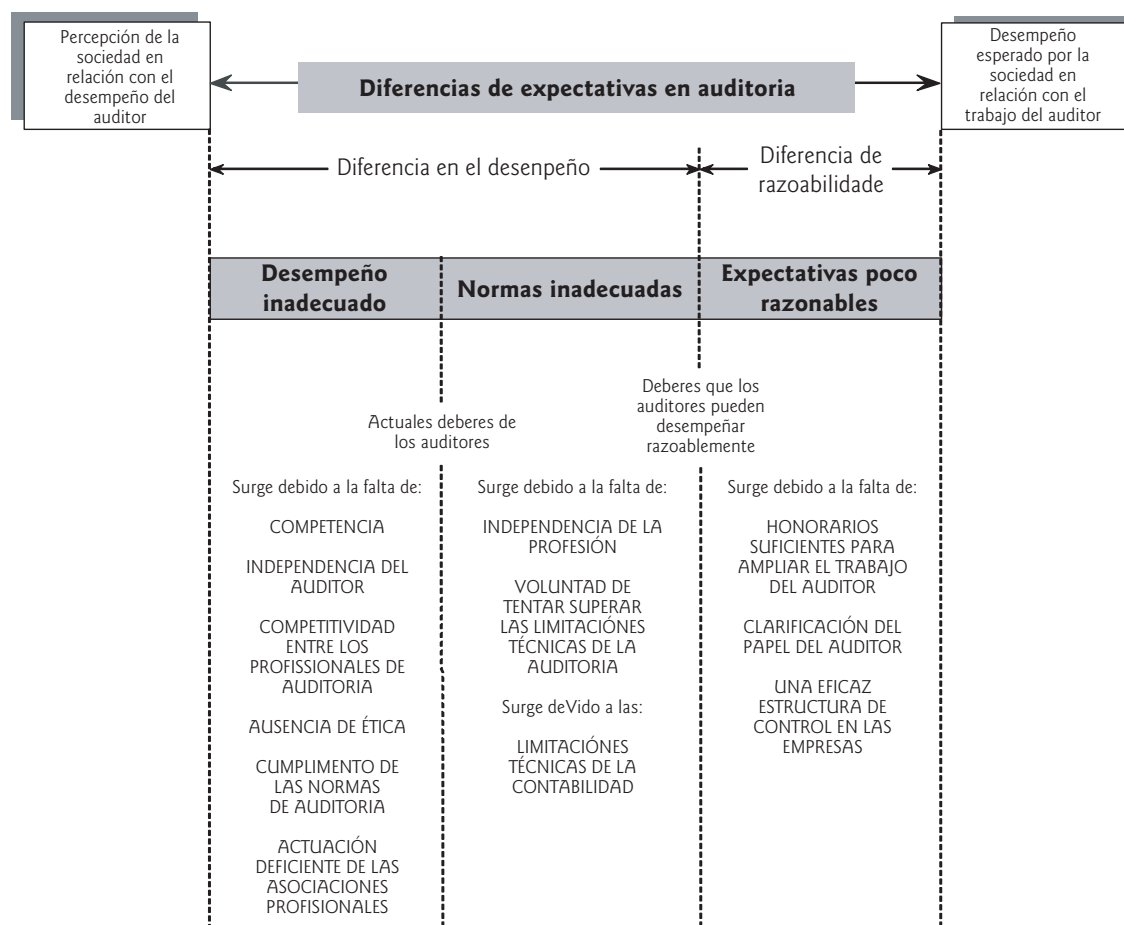 Percepción de la
sociedad en
relación con el
desempeño del
auditor
Diferencias de expectativas en auditoria
Desempeño
esperado por la
sociedad en
relación con el
trabajo del auditor
Diferencia en el desenpeño
Diferencia de
razoabilidade
Desempeño
inadecuado
Normas inadecuadas
Expectativas poco
razonables
Actuales deberes de
los auditores
Deberes que los
auditores pueden
desempeñar
razoablemente
Surge debido a la falta de:
COMPETENCIA
INDEPENDENCIA DEL
AUDITOR
COMPETITIVIDAD
ENTRE LOS
PROFISSIONALES DE
AUDITORIA
AUSENCIA DE ÉTICA
CUMPLIMENTO DE
LAS NORMAS
DE AUDITORIA
ACTUACIÓN
DEFICIENTE DE LAS
ASOCIACIONES
PROFISIONALES
Surge debido a la falta de:
INDEPENDENCIA DE LA
PROFESIÓN
VOLUNTAD DE
TENTAR SUPERAR
LAS LIMITACIÓNES
TÉCNICAS DE LA
AUDITORIA
Surge deVido a las:
LIMITACIÓNES
TÉCNICAS DE LA
CONTABILIDAD
Surge debido a la falta de:
HONORARIOS
SUFICIENTES PARA
AMPLIAR EL TRABAJO
DEL AUDITOR
CLARIFICACIÓN DEL
PAPEL DEL AUDITOR
UNA EFICAZ
ESTRUCTURA DE
CONTROL EN LAS
EMPRESAS